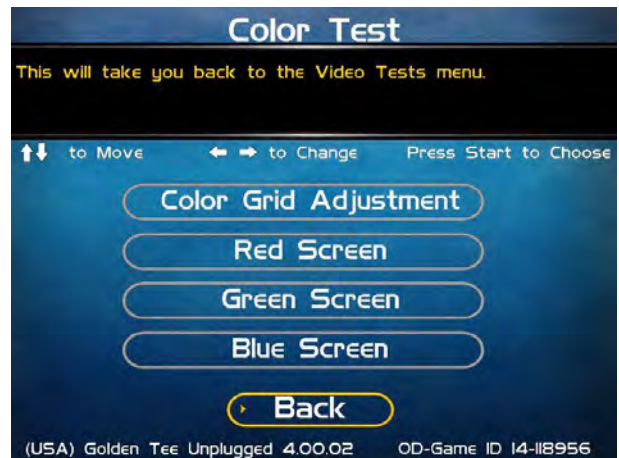 Color Test
This will take you back to the Video Tests menu.
to Move to Change Press Start to Choose
Color Grid Adjustment
Red Screen
Green Screen
Blue Screen
Back
(USA) Golden Tee Unplugged 4.00.02 OD-Game ID 14-118956